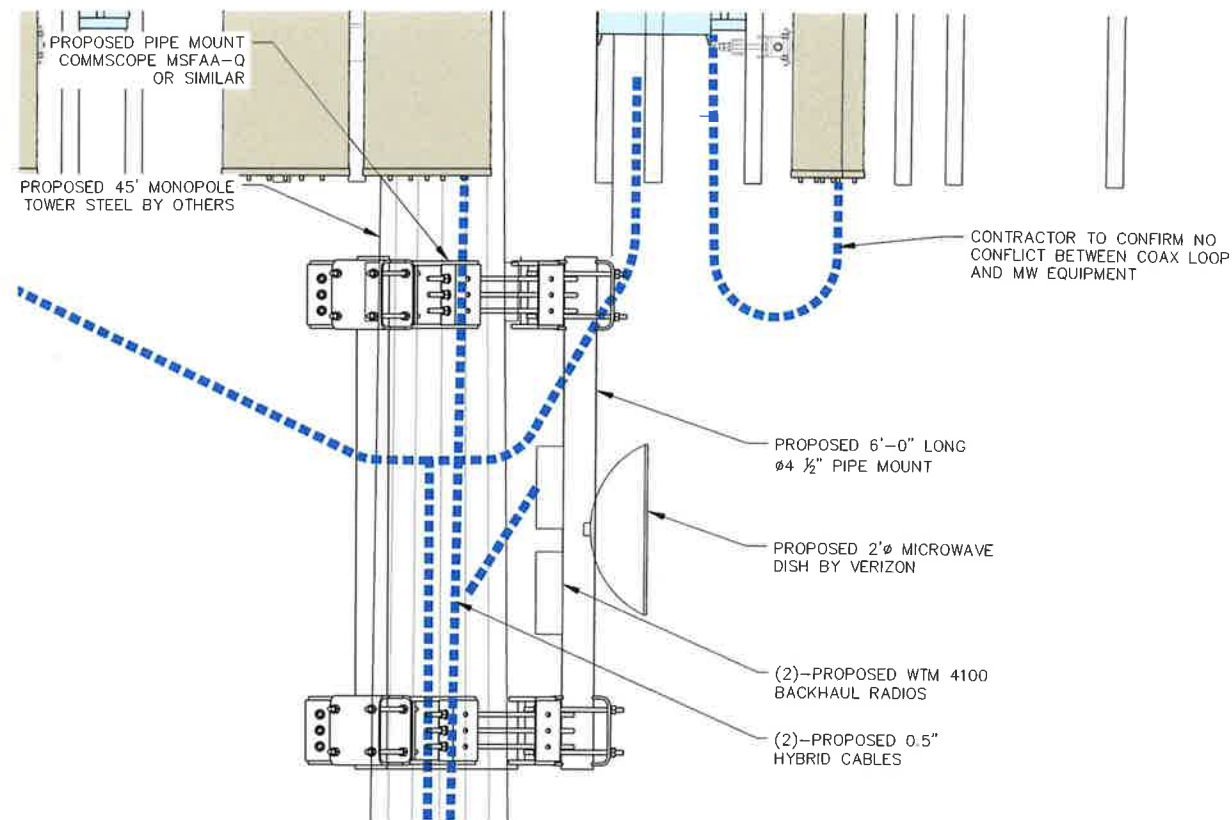 PROPOSED PIPE MOUNT
COMMSCOPE MSFAA-Q
OR SIMILAR
PROPOSED 45' MONOPOLE
TOWER STEEL BY OTHERS
CONTRACTOR TO CONFIRM NO
CONFLICT BETWEEN COAX LOOP
AND MW EQUIPMENT
PROPOSED 6'-0" LONG
ø4 ½" PIPE MOUNT
PROPOSED 2'ø MICROWAVE
DISH BY VERIZON
(2)-PROPOSED WTM 4100
BACKHAUL RADIOS
(2)-PROPOSED 0.5"
HYBRID CABLES